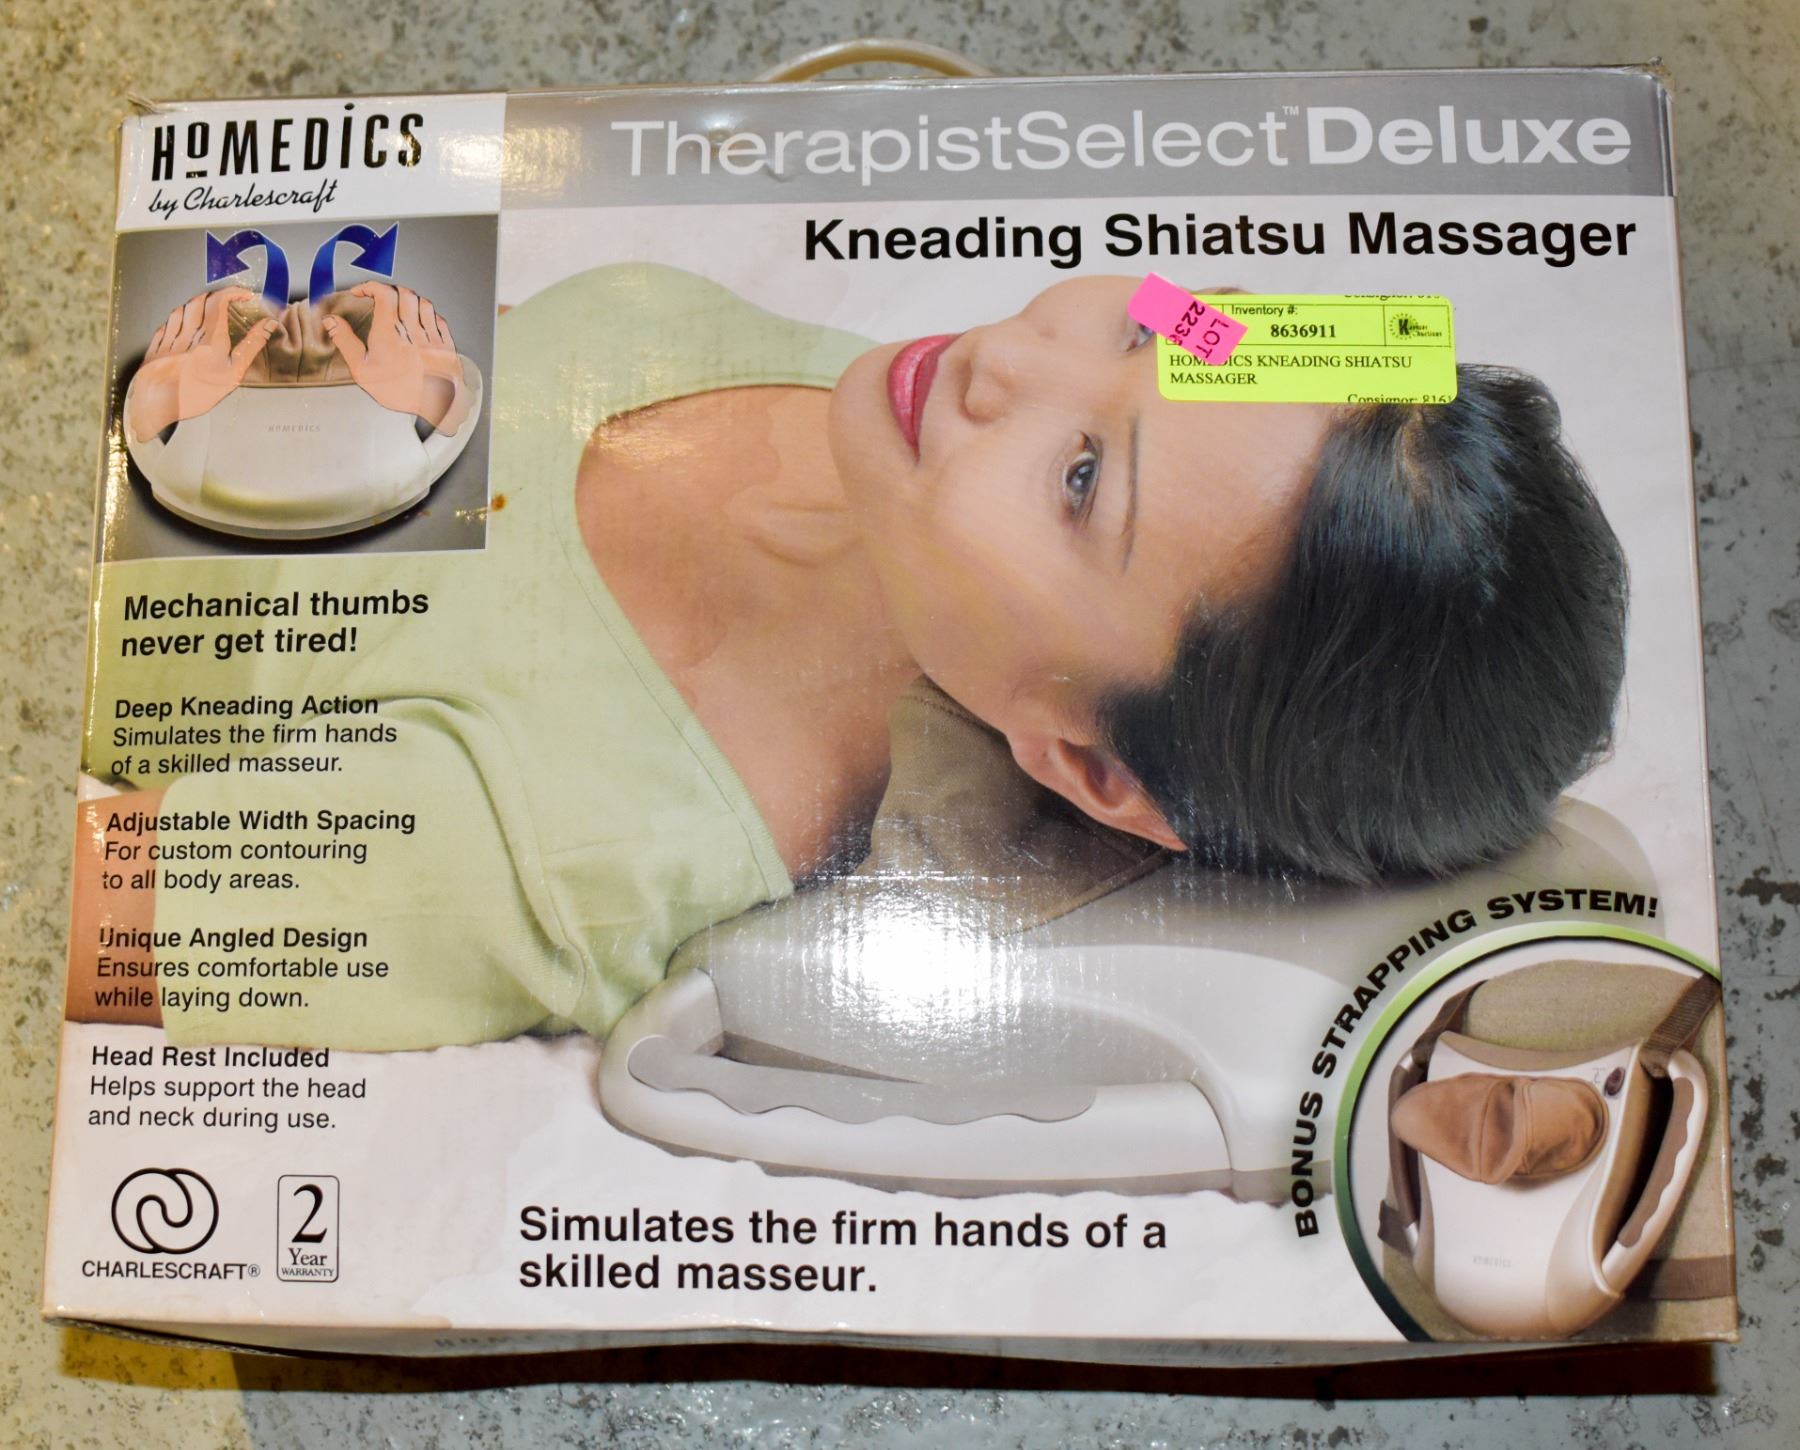 HOMEDICS
by Charlescraft
TherapistSelect™ Deluxe
Kneading Shiatsu Massager
LOT
Inventory #:
8636911
HOMEDICS KNEADING SHIATSU
MASSAGER
Consignor: 8161
HOMEDICS
Mechanical thumbs
never get tired!
Deep Kneading Action
Simulates the firm hands
of a skilled masseur.
Adjustable Width Spacing
For custom contouring
to all body areas.
Unique Angled Design
Ensures comfortable use
while laying down.
Head Rest Included
Helps support the head
and neck during use.
CHARLESCRAFT®
2
Year
WARRANTY
Simulates the firm hands of a
skilled masseur.
BONUS STRAPPING SYSTEM!
HOMEDICS